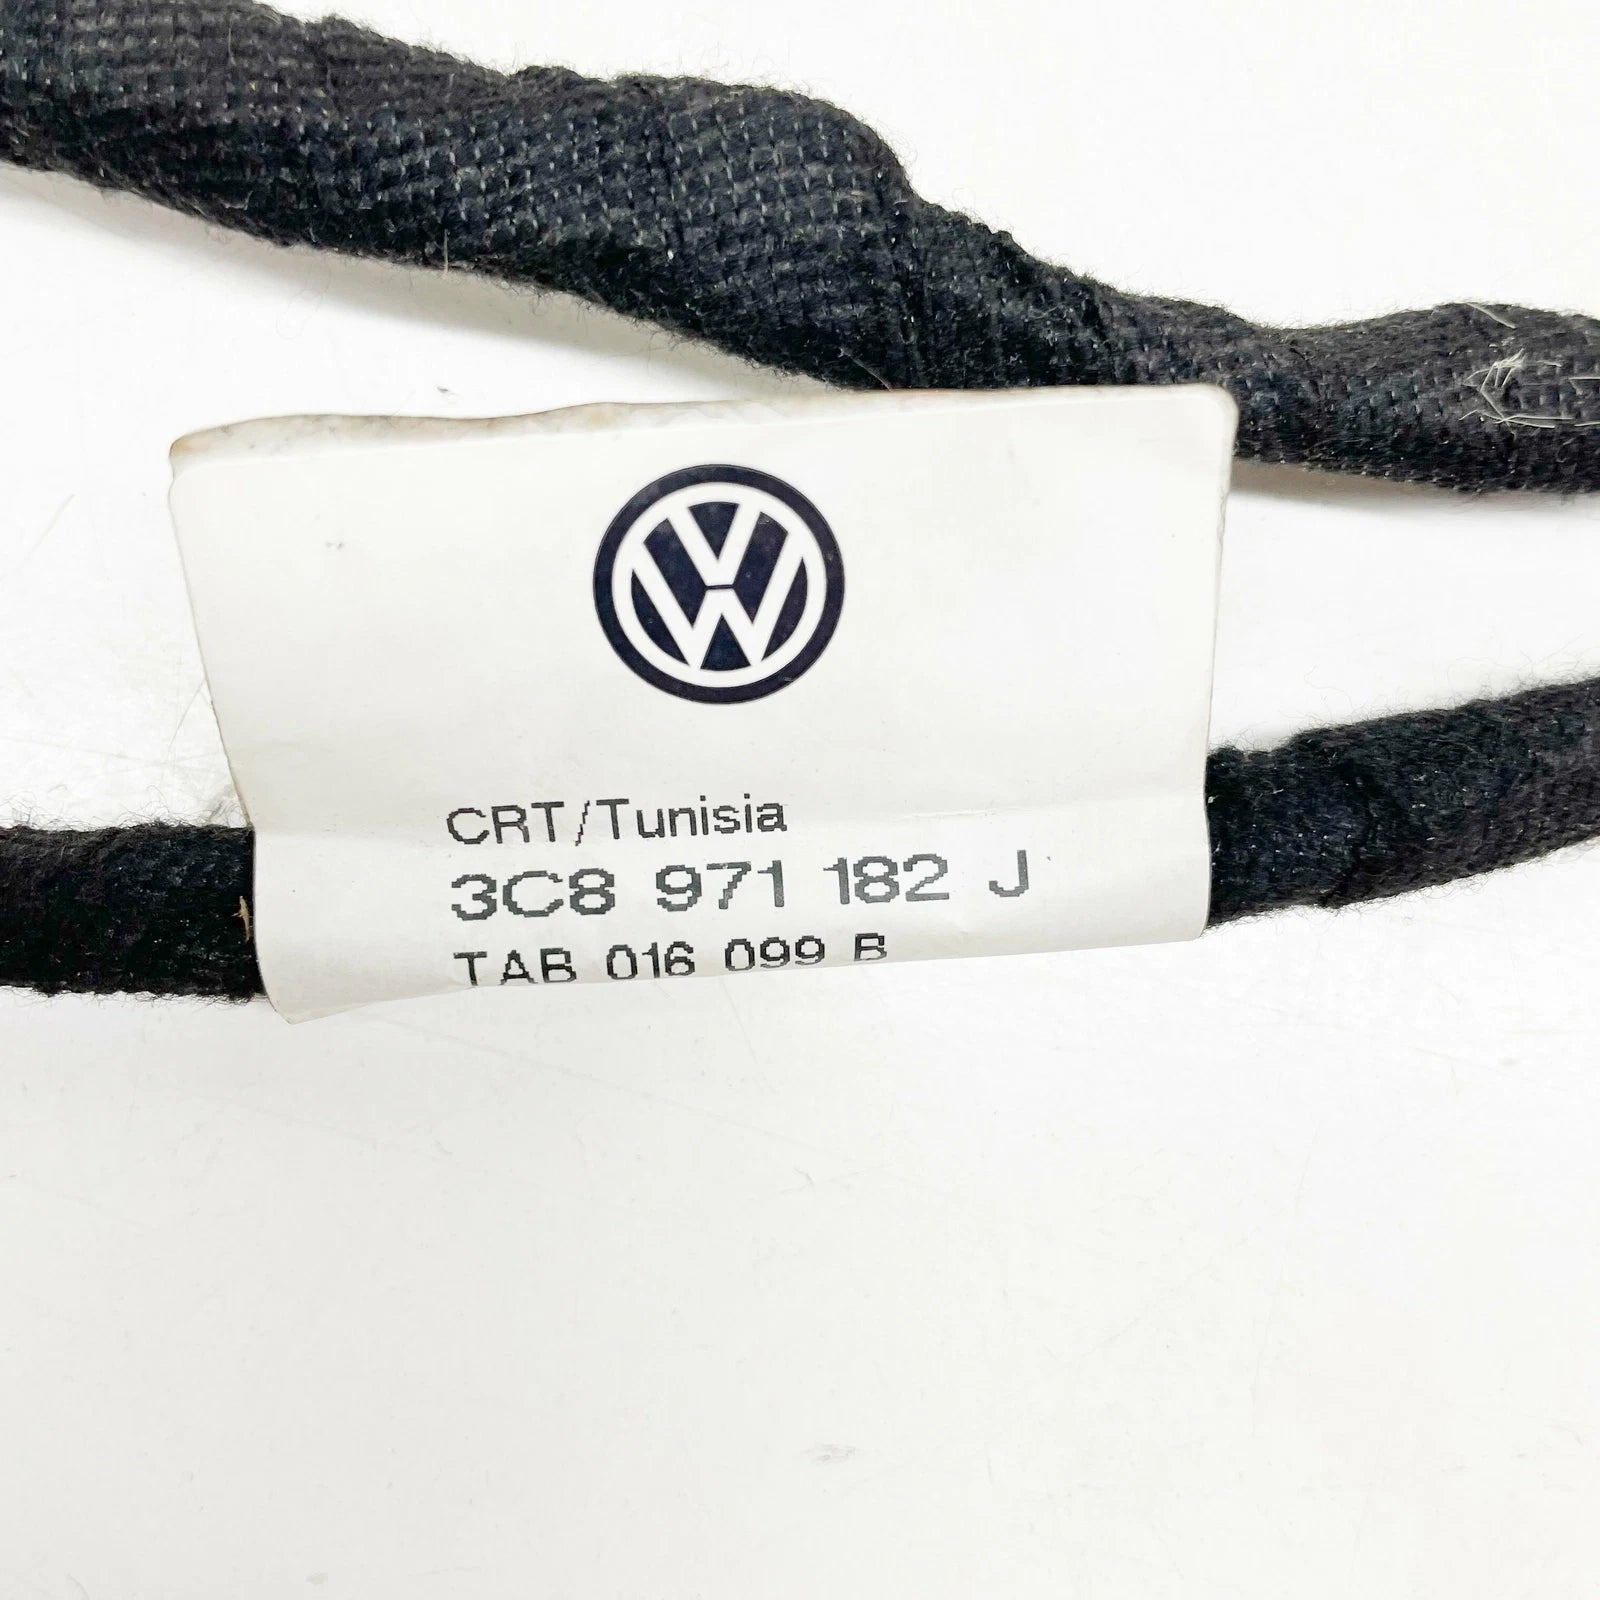 CRT/Tunisia
3C8 971 182 J
TAB 016 099 B